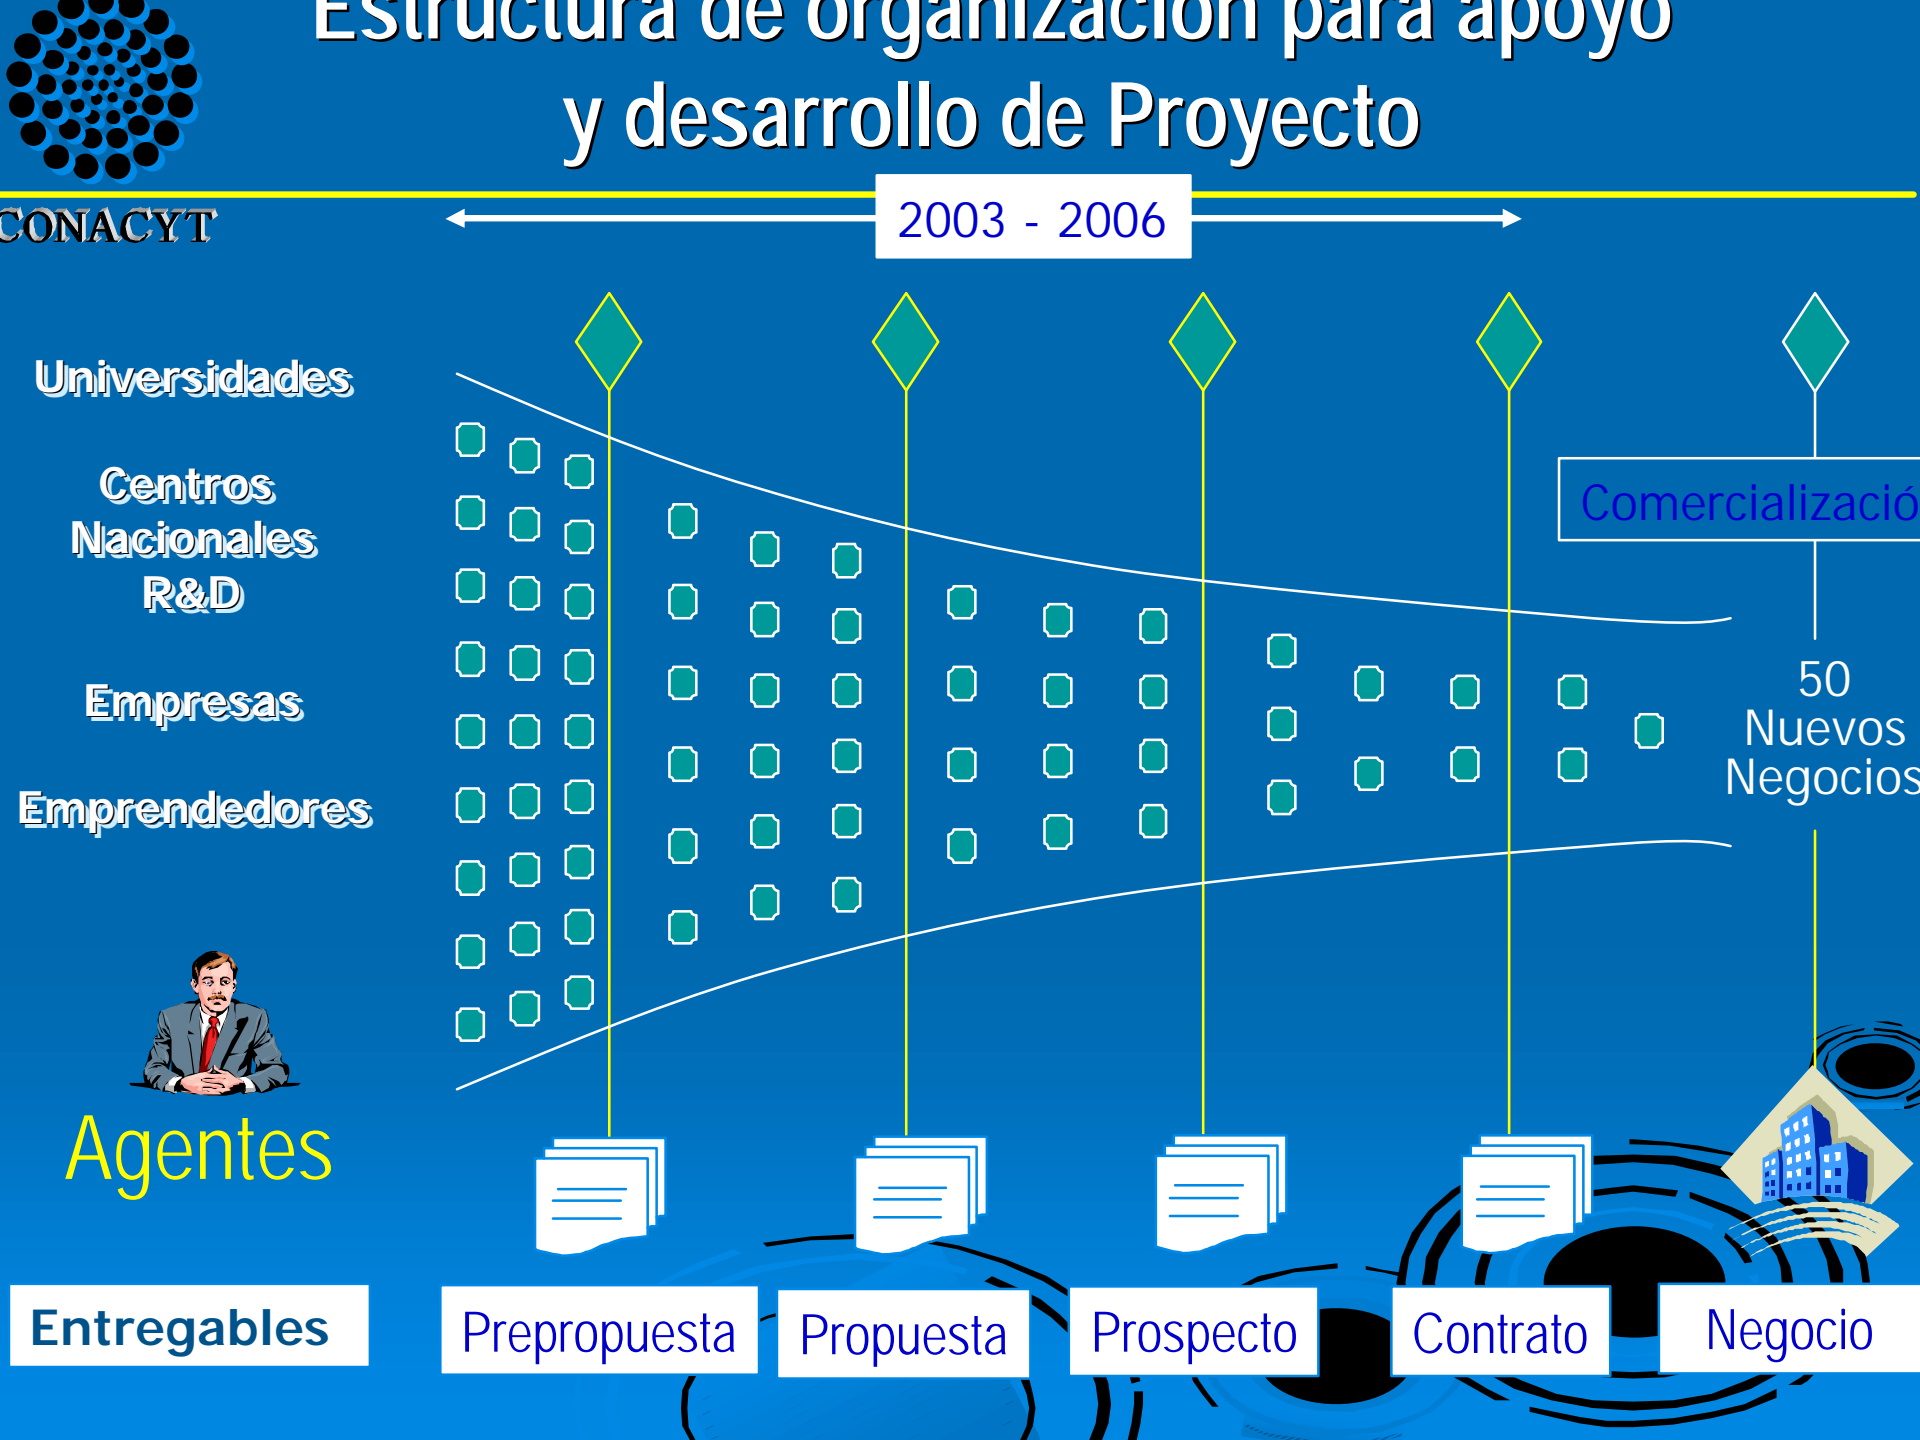 Estructura de organización para apoyo
y desarrollo de Proyecto
CONACYT
2003 - 2006
Universidades
Centros
Nacionales
R&D
Empresas
Emprendedores
Comercializació
50
Nuevos
Negocios
Agentes
Entregables
Prepropuesta
Propuesta
Prospecto
Contrato
Negocio